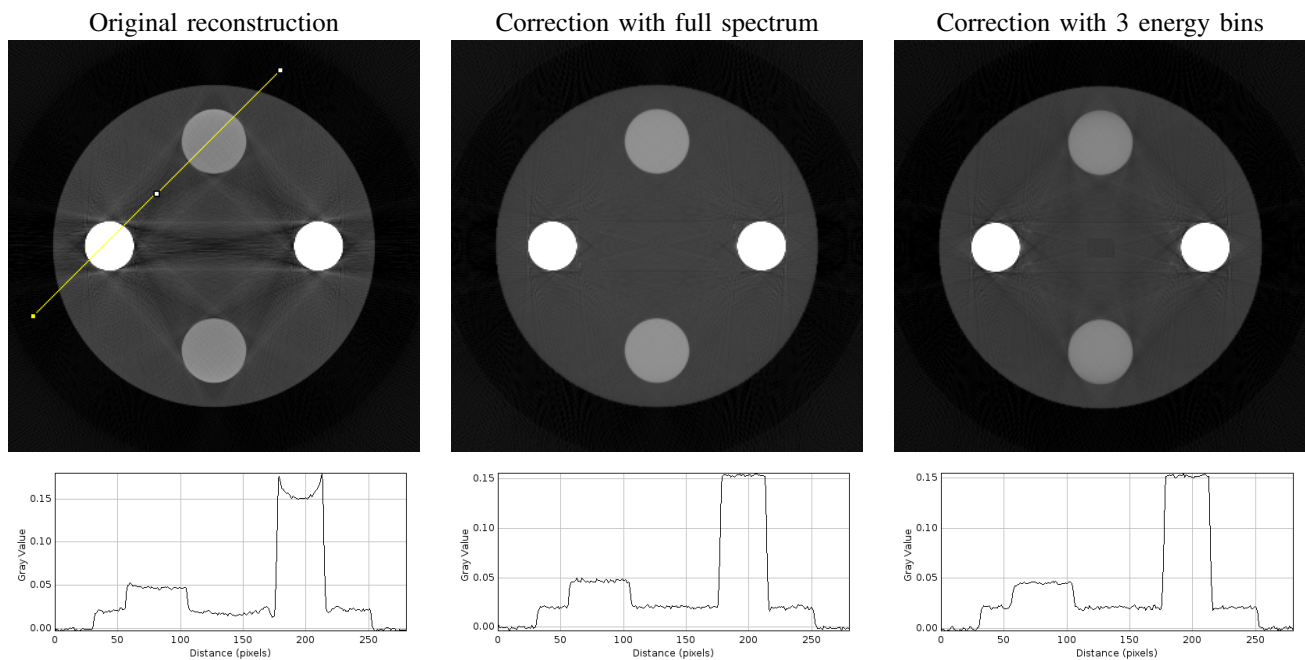 Original reconstruction
Correction with full spectrum
Correction with 3 energy bins
0.15
0.10
0.05
0.00
Gray Value
0 50 100 150 200 250
Distance (pixels)
0.15
0.10
0.05
0.00
Gray Value
0 50 100 150 200 250
Distance (pixels)
0.15
0.10
0.05
0.00
Gray Value
0 50 100 150 200 250
Distance (pixels)